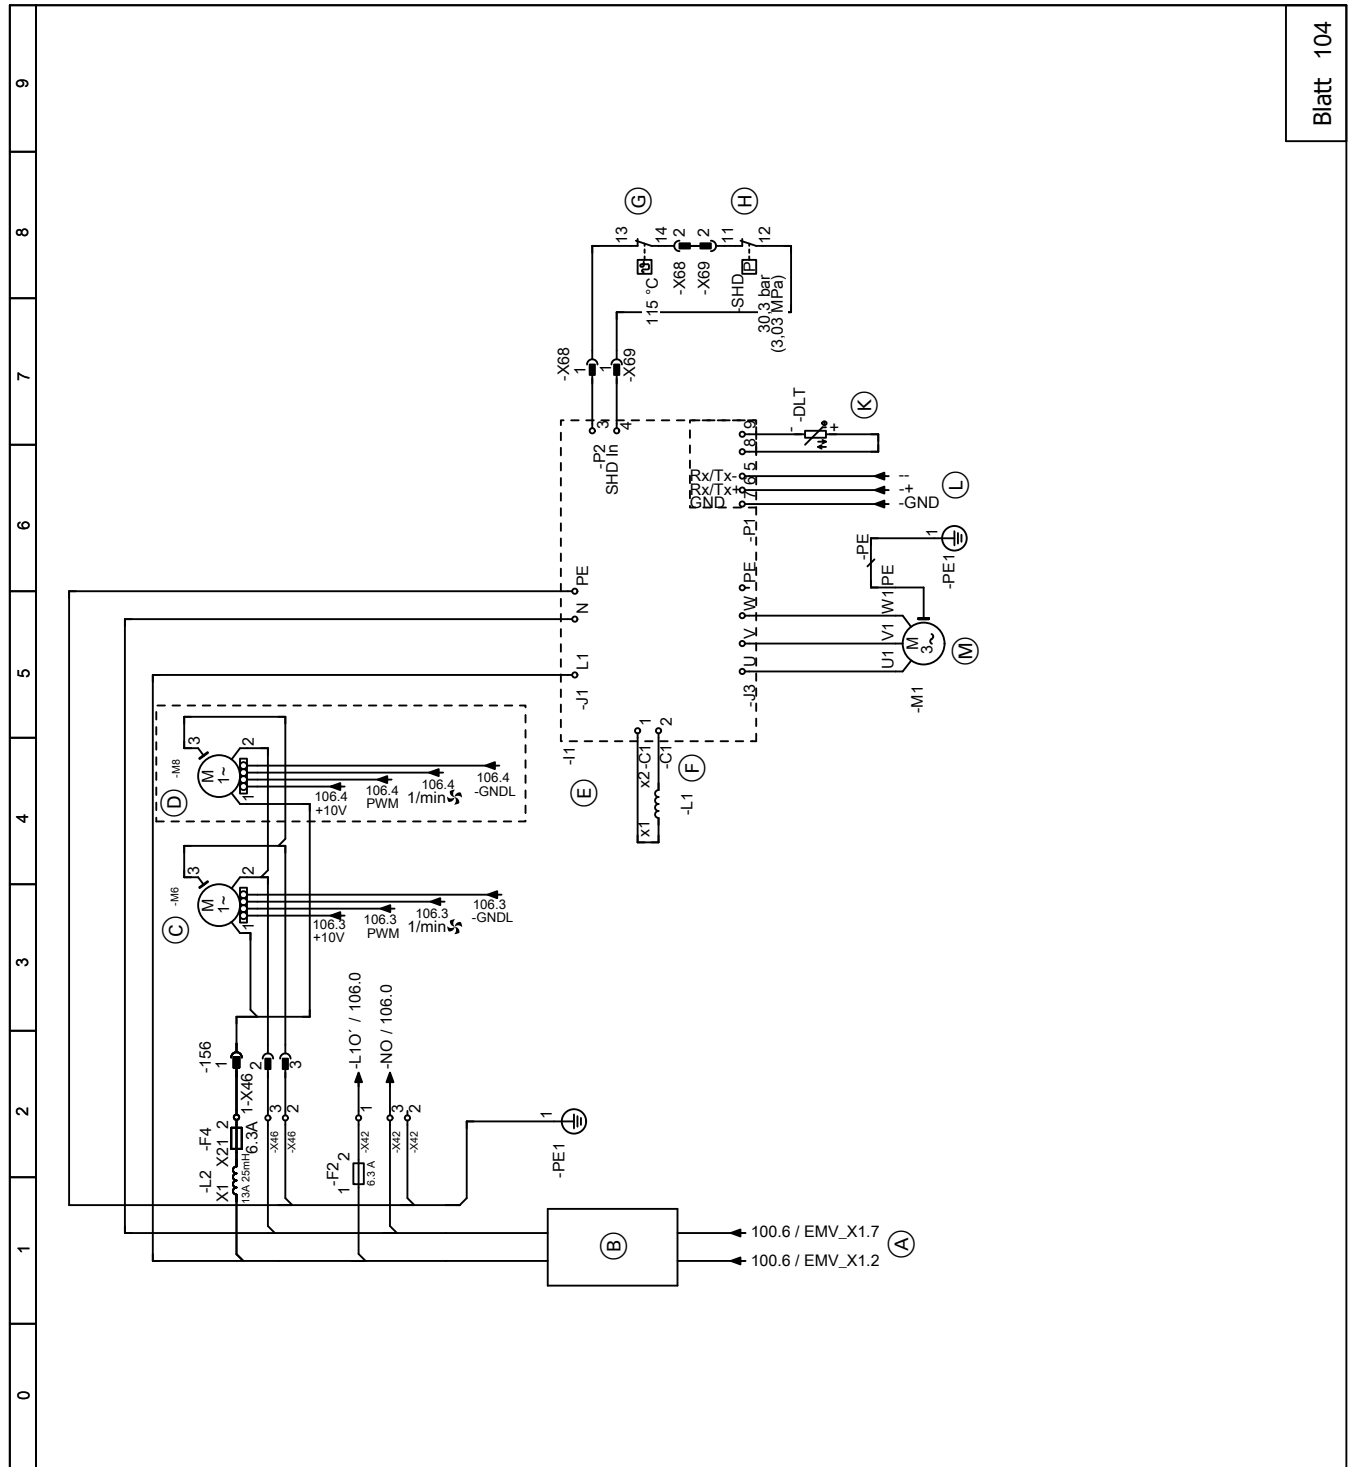 Blatt 104
0
1
2
3
4
5
6
7
8
9
100.6 / EMV_X1.7
100.6 / EMV_X1.2
A
B
-PE1
1
-L2
X1
13A 25mH
-F4
X21
2
6.3A
1
-X46
-156
1
3
2
-X46
2
3
-X46
-F2
1
2
6.3 A
-X42
1
-L1O´ / 106.0
-X42
3
-NO / 106.0
-X42
2
C
-M6
M
1~
1
2
3
106.3
+10V
106.3
PWM
106.3
1/min
106.3
-GNDL
D
-M8
M
1~
1
2
3
106.4
+10V
106.4
PWM
106.4
1/min
106.4
-GNDL
E
-I1
-J1
L1
N
PE
-P2
SHD In
3
4
F
-L1
x1
x2
-C1
1
-C1
2
-J3
U
V
W
PE
-P1
Rx/Tx-
Rx/Tx+
GND
5
6
7
8
9
-X68
1
1
-X69
G
13
14
115 °C
2
-X68
2
-X69
H
11
12
-SHD
P
30,3 bar
(3,03 MPa)
K
-DLT
-
+
L
--
-+
-GND
M
-M1
M
3~
U1
V1
W1
PE
-PE
-PE1
1